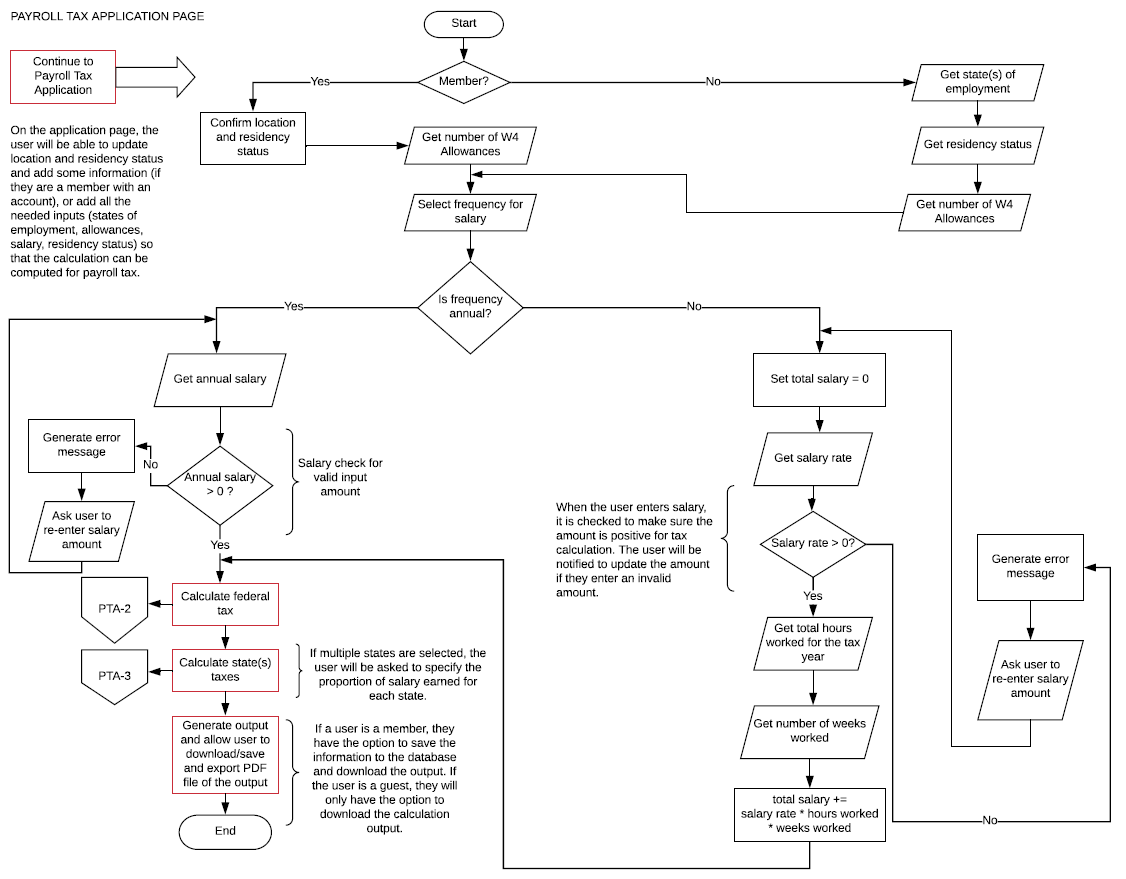 PAYROLL TAX APPLICATION PAGE
Start
Continue to
Payroll Tax
Application
Member?
Yes
No
Get state(s) of
employment
Confirm location
and residency
status
Get number of W4
Allowances
Get residency status
On the application page, the
user will be able to update
location and residency status
and add some information (if
they are a member with an
account), or add all the
needed inputs (states of
employment, allowances,
salary, residency status) so
that the calculation can be
computed for payroll tax.
Select frequency for
salary
Get number of W4
Allowances
Is frequency
annual?
Yes
No
Get annual salary
Set total salary = 0
Generate error
message
No
Annual salary
> 0 ?
Salary check for
valid input
amount
Get salary rate
Ask user to
re-enter salary
amount
Yes
When the user enters salary,
it is checked to make sure the
amount is positive for tax
calculation. The user will be
notified to update the amount
if they enter an invalid
amount.
Salary rate > 0?
Generate error
message
Yes
PTA-2
Calculate federal
tax
Get total hours
worked for the tax
year
PTA-3
Calculate state(s)
taxes
If multiple states are selected, the
user will be asked to specify the
proportion of salary earned for
each state.
Ask user to
re-enter salary
amount
Generate output
and allow user to
download/save
and export PDF
file of the output
If a user is a member, they
have the option to save the
information to the database
and download the output. If
the user is a guest, they will
only have the option to
download the calculation
output.
Get number of weeks
worked
total salary +=
salary rate * hours worked
* weeks worked
No
End